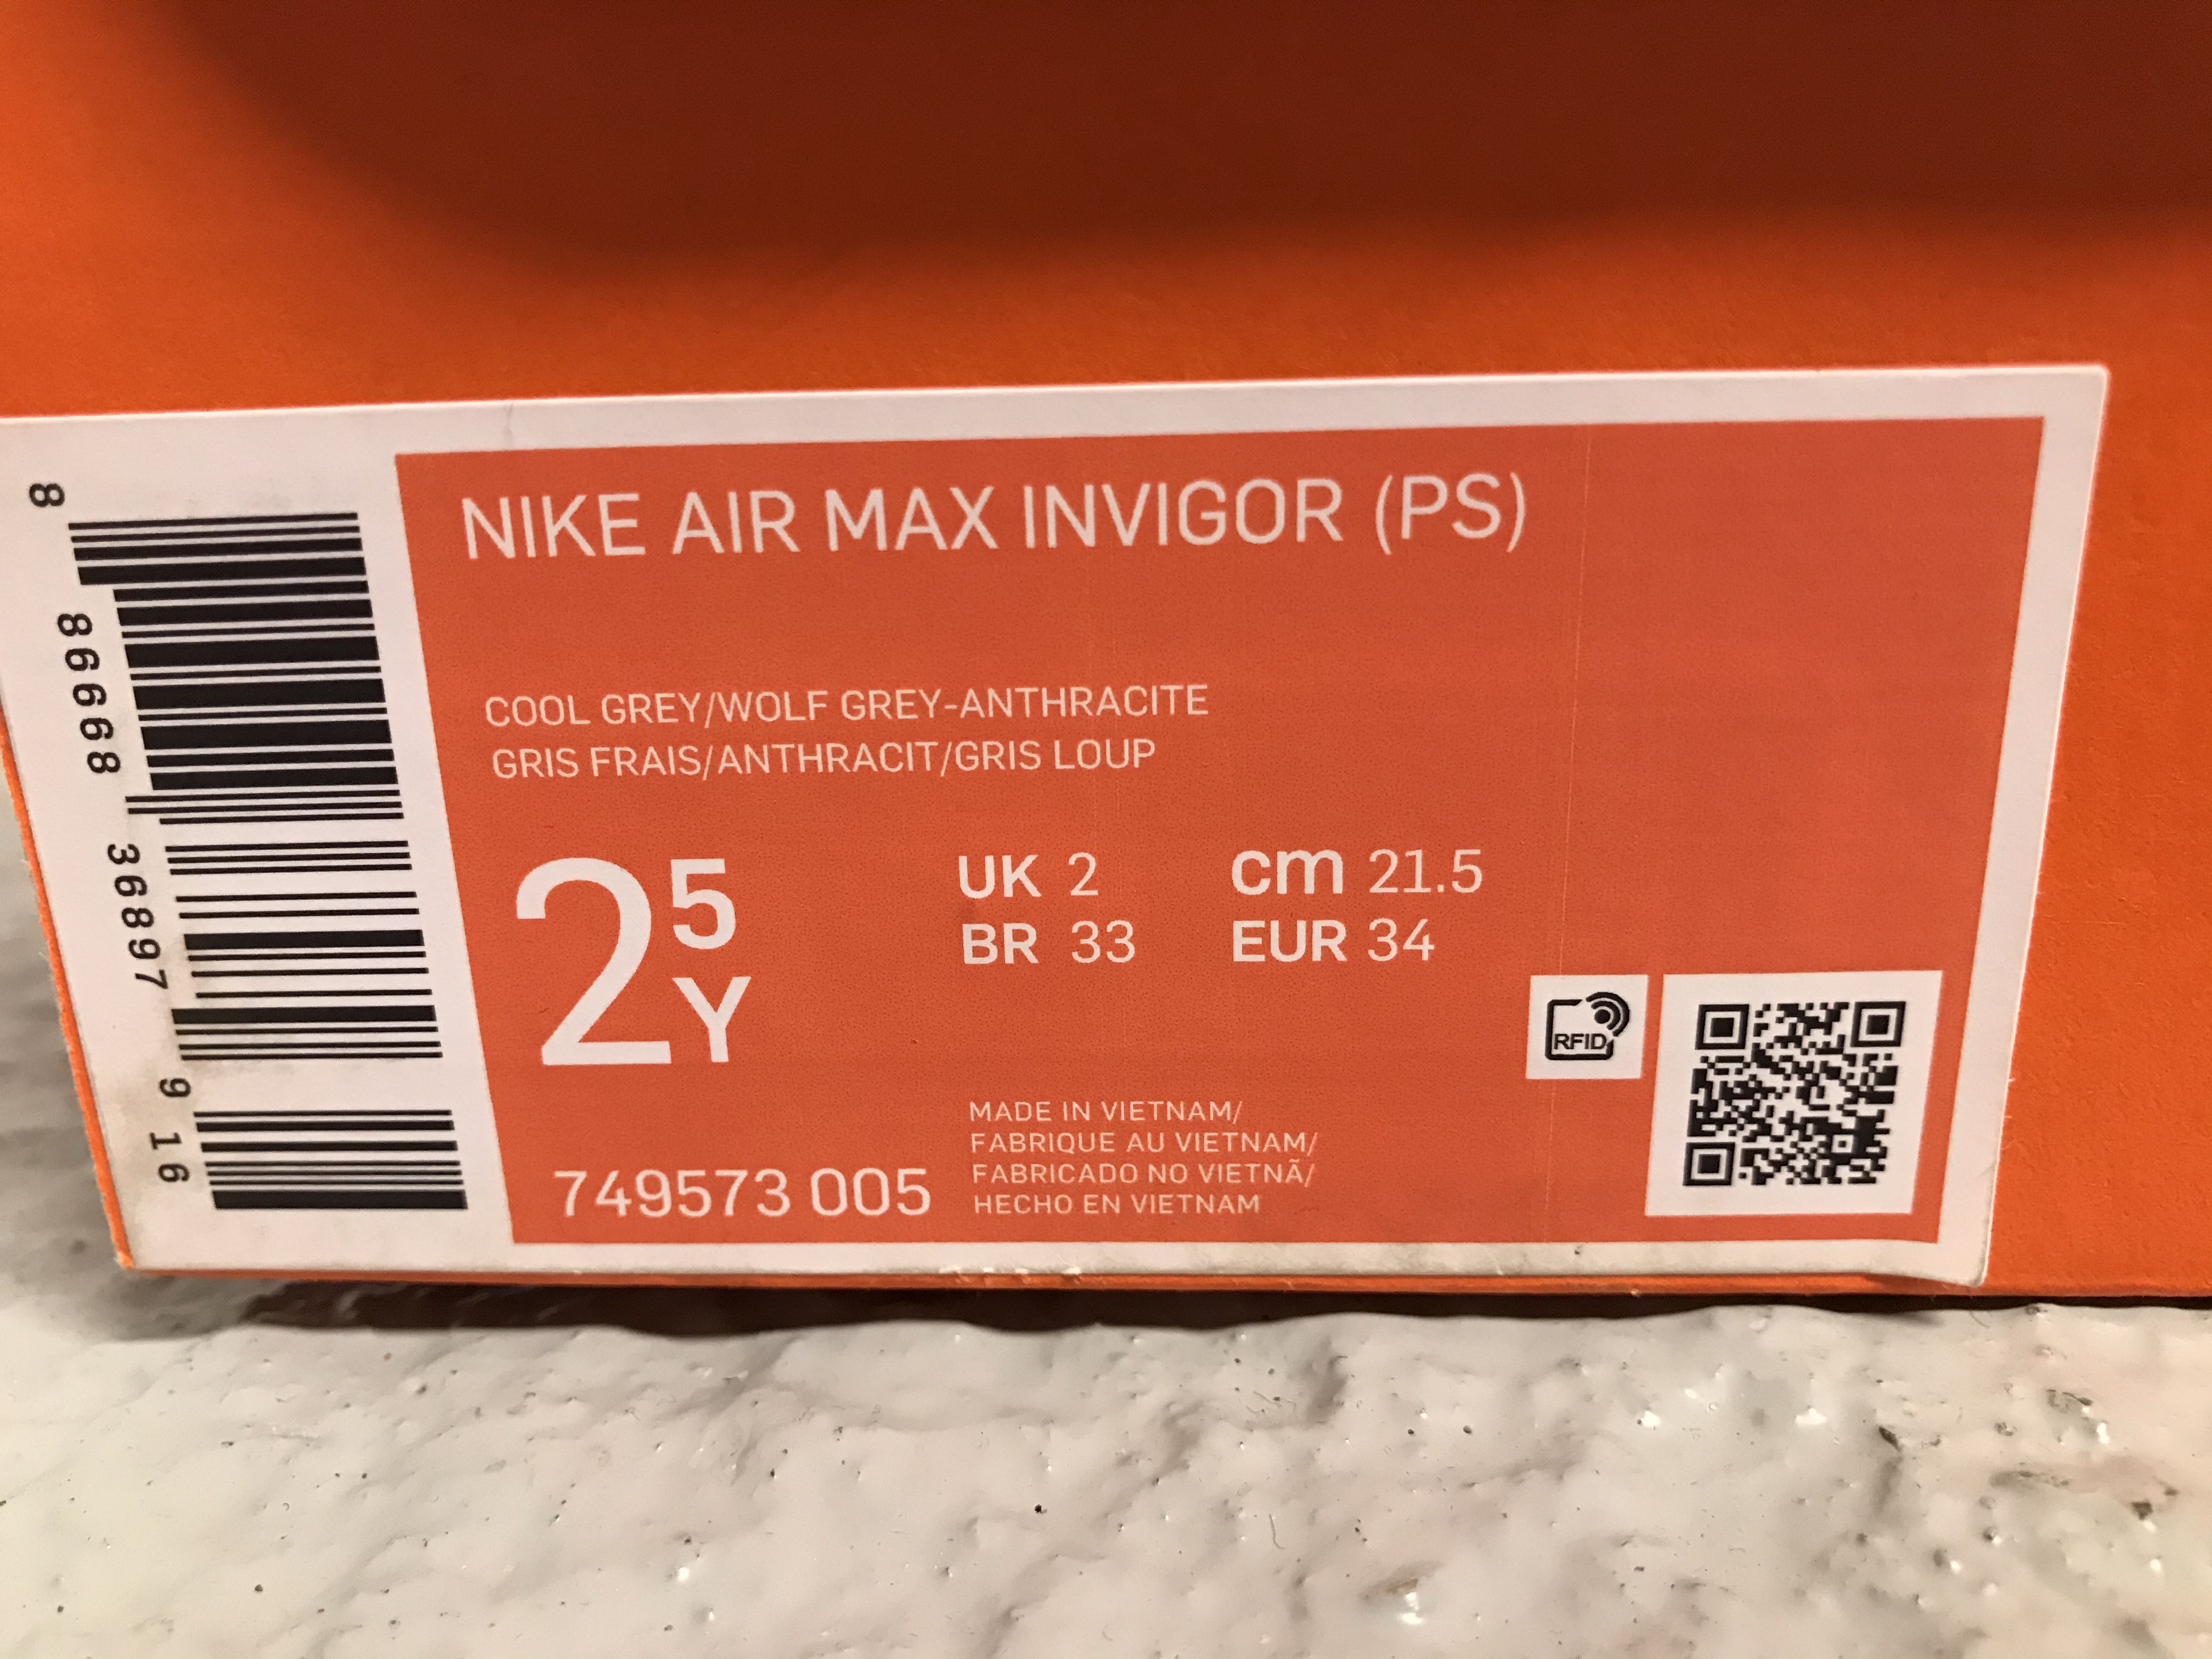 NIKE AIR MAX INVIGOR (PS)
COOL GREY/WOLF GREY-ANTHRACITE
GRIS FRAIS/ANTHRACIT/GRIS LOUP
2 5 Y
UK 2 cm 21.5
BR 33 EUR 34
RFID
MADE IN VIETNAM/
FABRIQUE AU VIETNAM/
FABRICADO NO VIETNÃ/
HECHO EN VIETNAM
749573 005
8 86668 36897 9 16